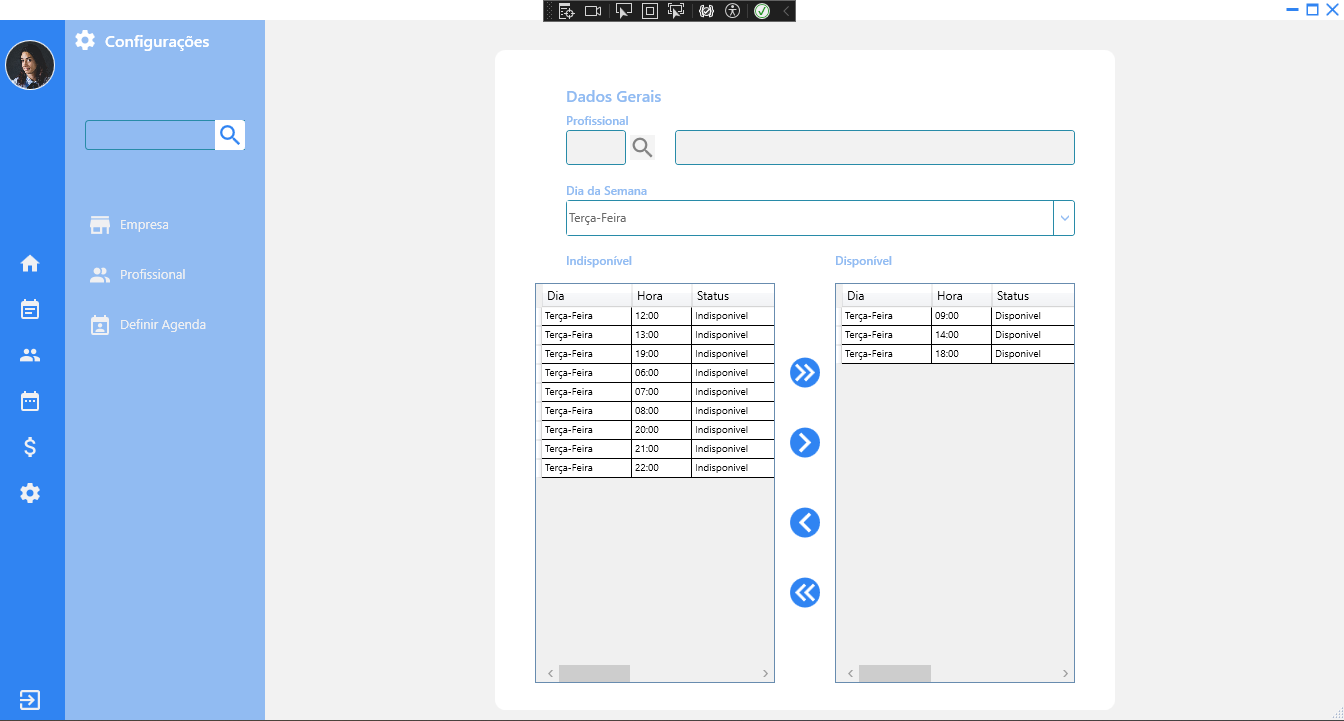 Configurações
Empresa
Profissional
Definir Agenda
Dados Gerais
Profissional
Dia da Semana
Terça-Feira
Indisponível
Dia Hora Status
Terça-Feira 12:00 Indisponivel
Terça-Feira 13:00 Indisponivel
Terça-Feira 19:00 Indisponivel
Terça-Feira 06:00 Indisponivel
Terça-Feira 07:00 Indisponivel
Terça-Feira 08:00 Indisponivel
Terça-Feira 20:00 Indisponivel
Terça-Feira 21:00 Indisponivel
Terça-Feira 22:00 Indisponivel
Disponível
Dia Hora Status
Terça-Feira 09:00 Disponivel
Terça-Feira 14:00 Disponivel
Terça-Feira 18:00 Disponivel